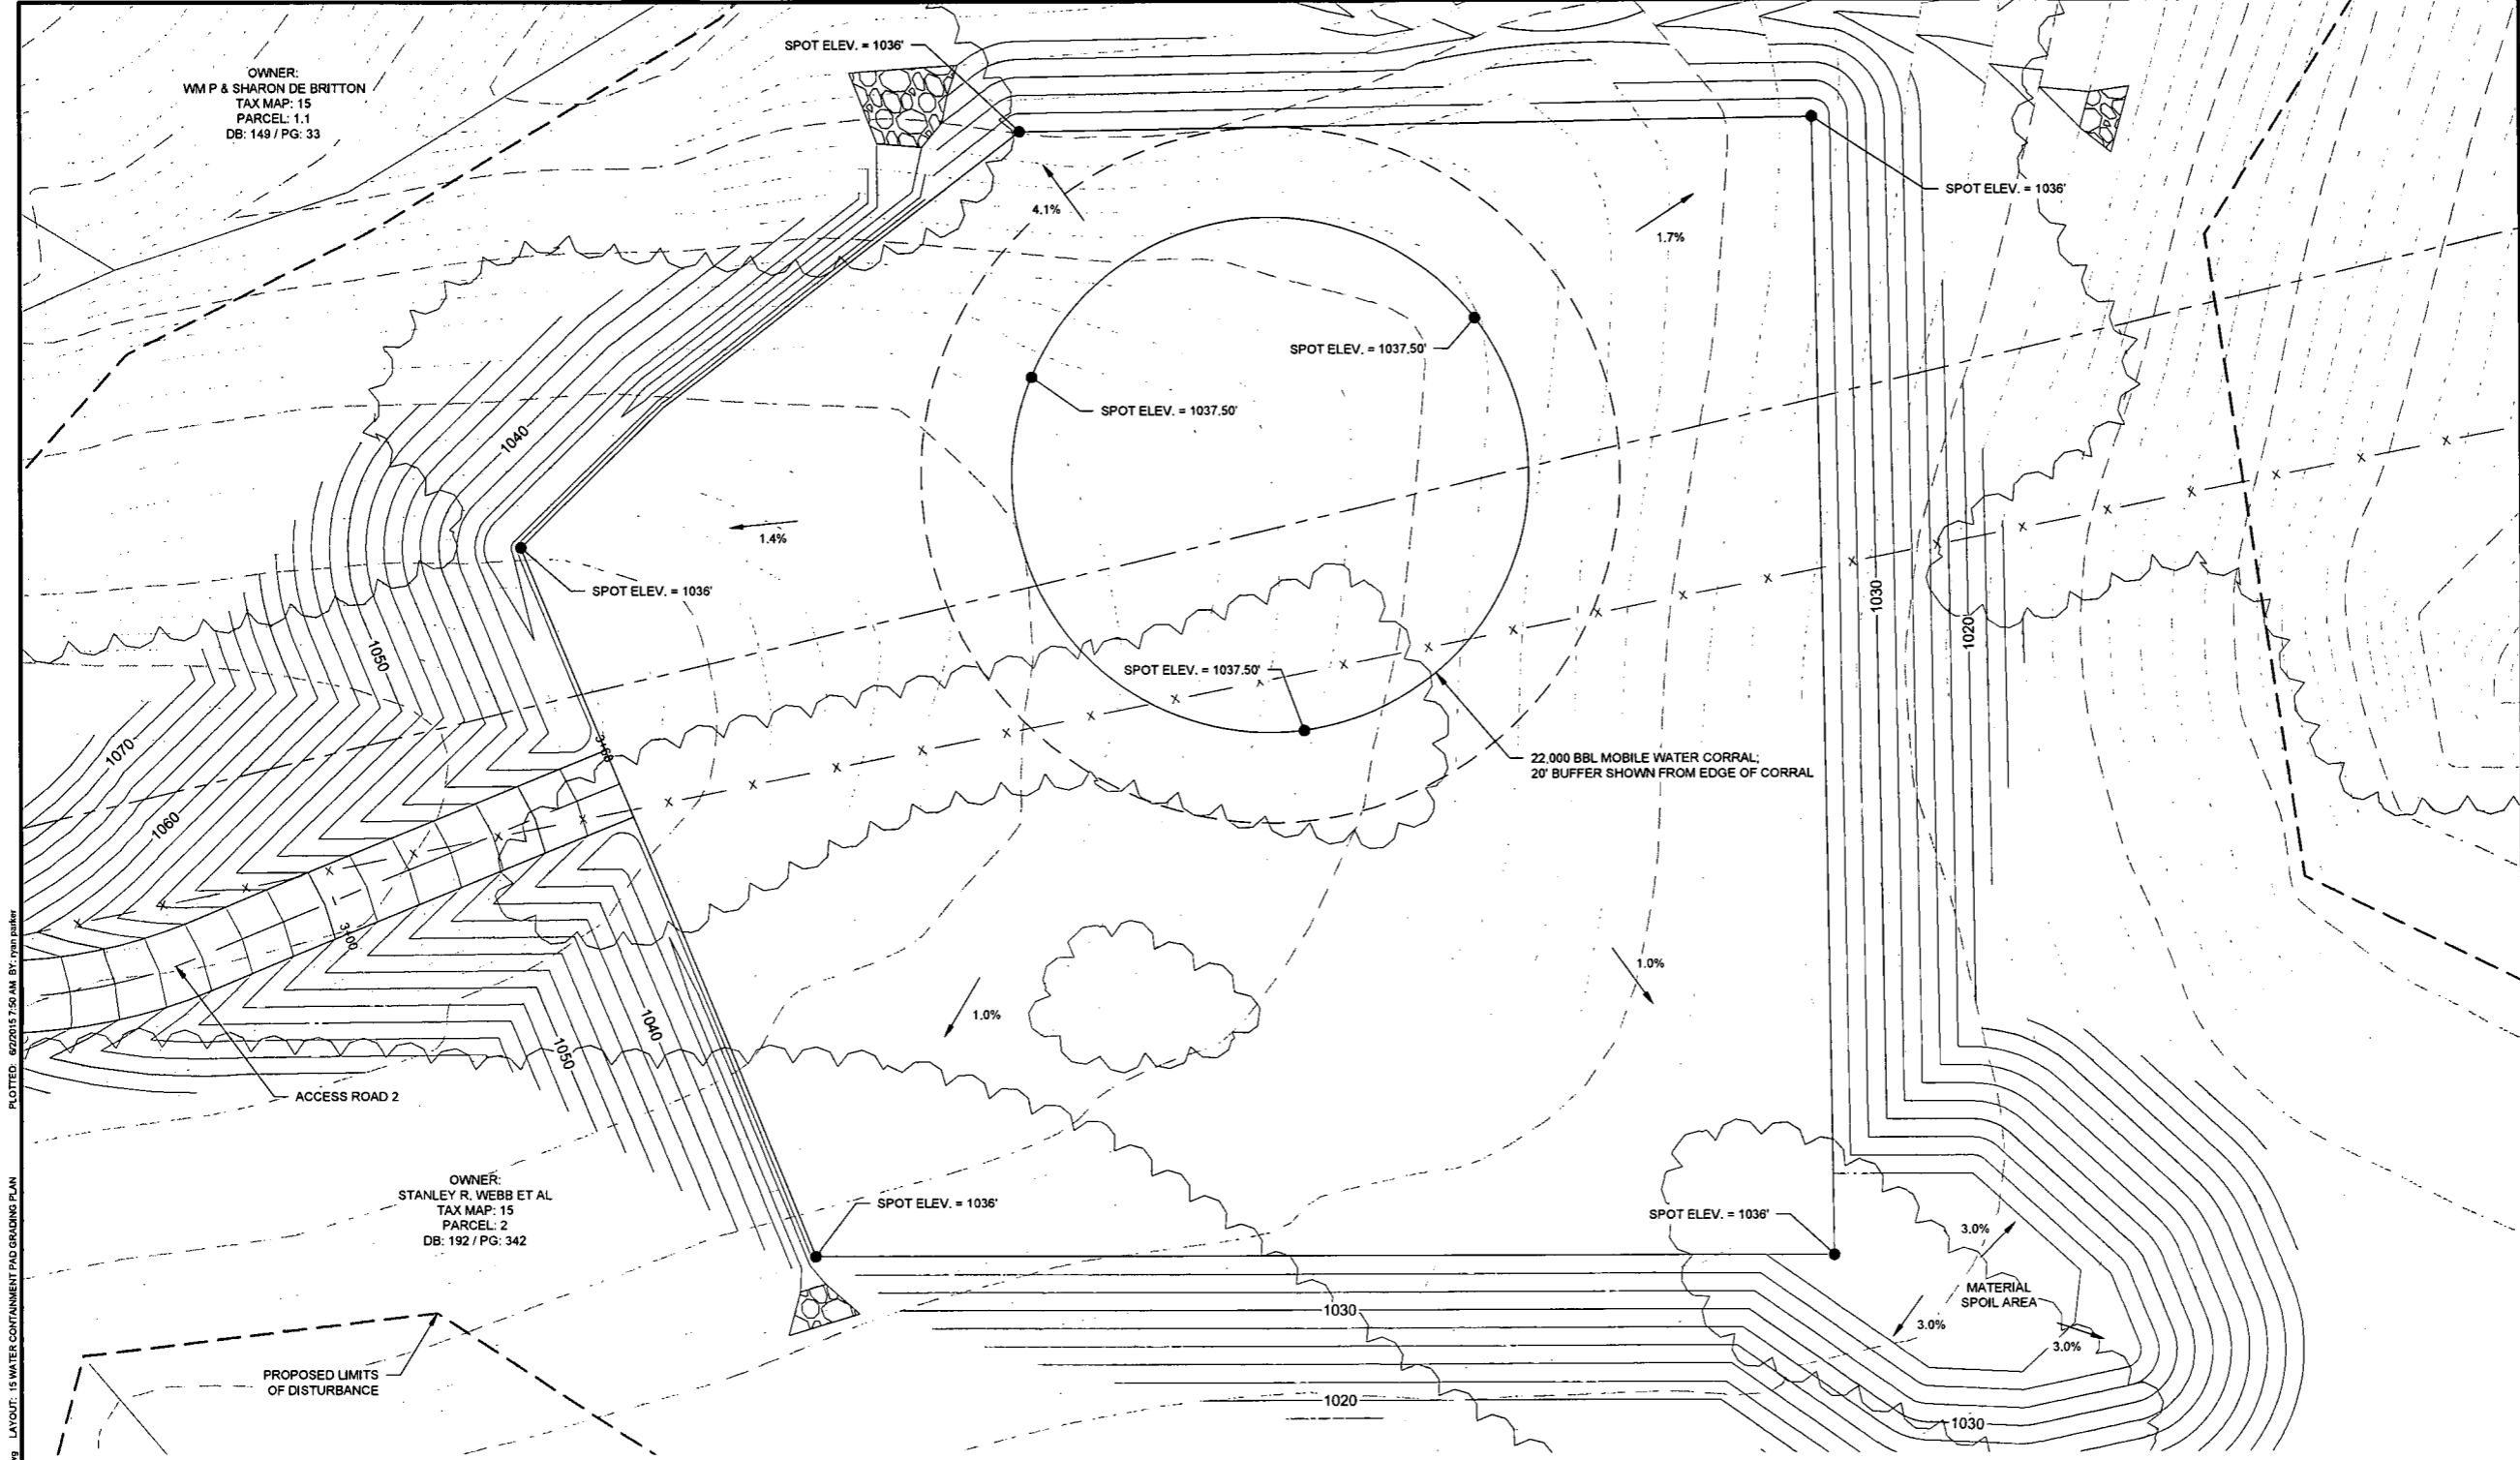 SPOT ELEV. = 1036'
OWNER:
WM P & SHARON DE BRITTON
TAX MAP: 15
PARCEL: 1.1
DB: 149 / PG: 33
SPOT ELEV. = 1036'
4.1%
1.7%
SPOT ELEV. = 1037.50'
SPOT ELEV. = 1037.50'
1040
1.4%
SPOT ELEV. = 1036'
1030
1020
1050
SPOT ELEV. = 1037.50'
1070
1060
22,000 BBL MOBILE WATER CORRAL;
20' BUFFER SHOWN FROM EDGE OF CORRAL
3+00
1.0%
1.0%
1040
1050
ACCESS ROAD 2
OWNER:
STANLEY R. WEBB ET AL
TAX MAP: 15
PARCEL: 2
DB: 192 / PG: 342
SPOT ELEV. = 1036'
SPOT ELEV. = 1036'
3.0%
MATERIAL
SPOIL AREA
3.0%
3.0%
1030
1020
1030
PROPOSED LIMITS
OF DISTURBANCE
LAYOUT: 15 WATER CONTAINMENT PAD GRADING PLAN PLOTTED: 6/22/2015 7:50 AM BY: ryan parker